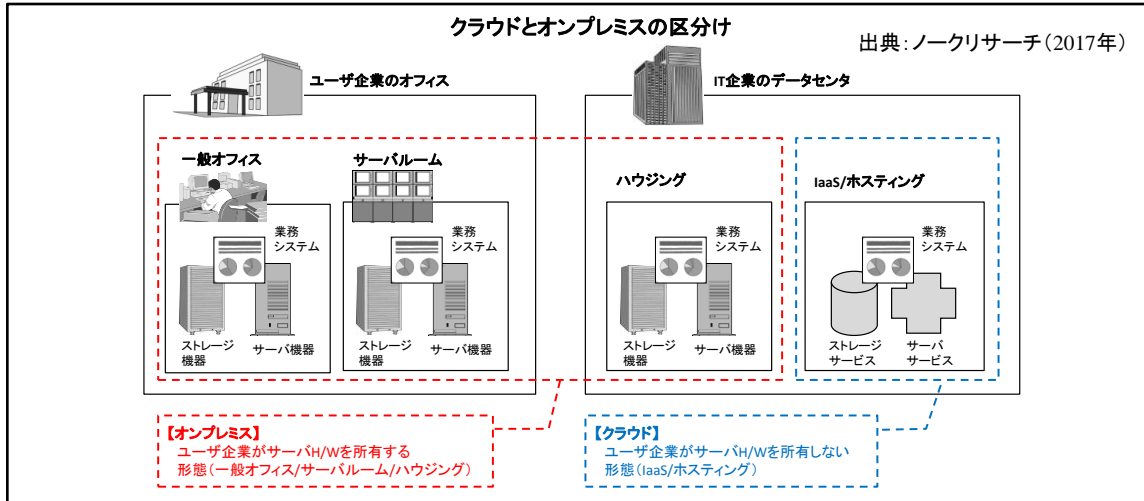 クラウドとオンプレミスの区分け
出典：ノークリサーチ（2017年）
ユーザ企業のオフィス
IT企業のデータセンタ
一般オフィス
サーバルーム
ハウジング
IaaS/ホスティング
業務
システム
ストレージ
機器
サーバ機器
業務
システム
ストレージ
機器
サーバ機器
業務
システム
ストレージ
機器
サーバ機器
業務
システム
ストレージ
サービス
サーバ
サービス
【オンプレミス】
ユーザ企業がサーバH/Wを所有する
形態（一般オフィス/サーバルーム/ハウジング）
【クラウド】
ユーザ企業がサーバH/Wを所有しない
形態（IaaS/ホスティング）